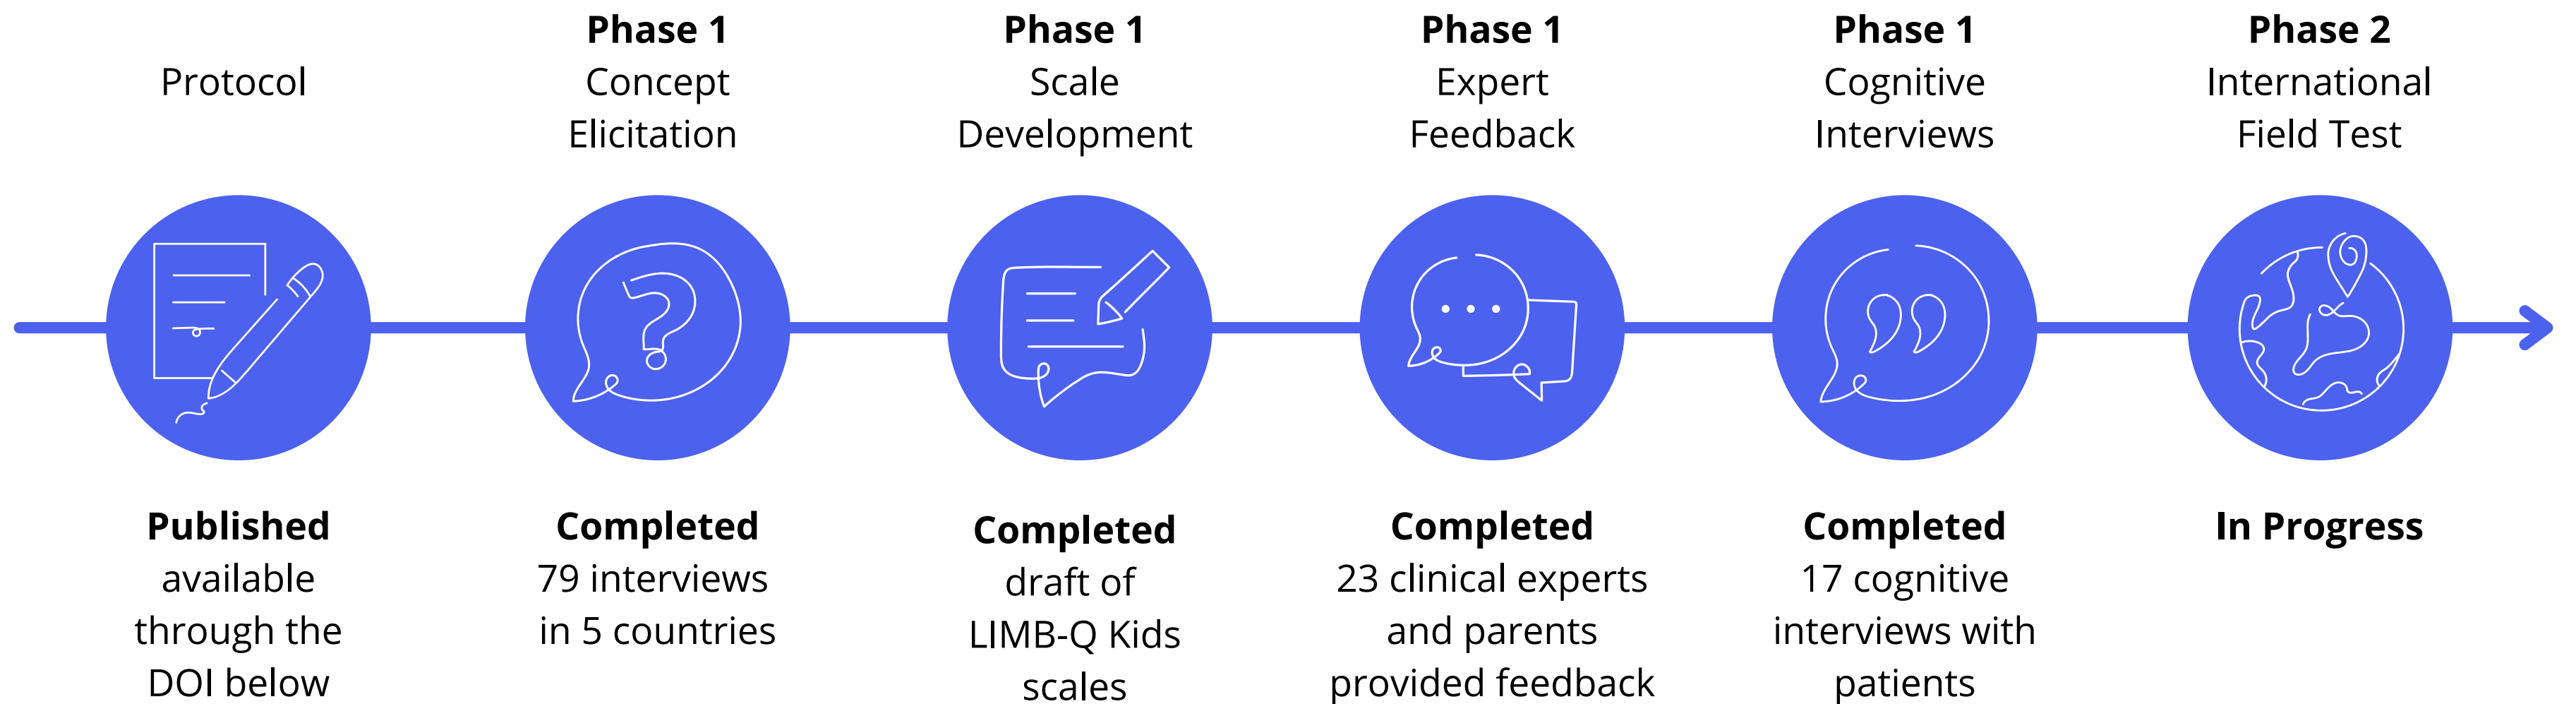 Protocol
Phase 1
Concept
Elicitation
Phase 1
Scale
Development
Phase 1
Expert
Feedback
Phase 1
Cognitive
Interviews
Phase 2
International
Field Test
Published
available
through the
DOI below
Completed
79 interviews
in 5 countries
Completed
draft of
LIMB-Q Kids
scales
Completed
23 clinical experts
and parents
provided feedback
Completed
17 cognitive
interviews with
patients
In Progress